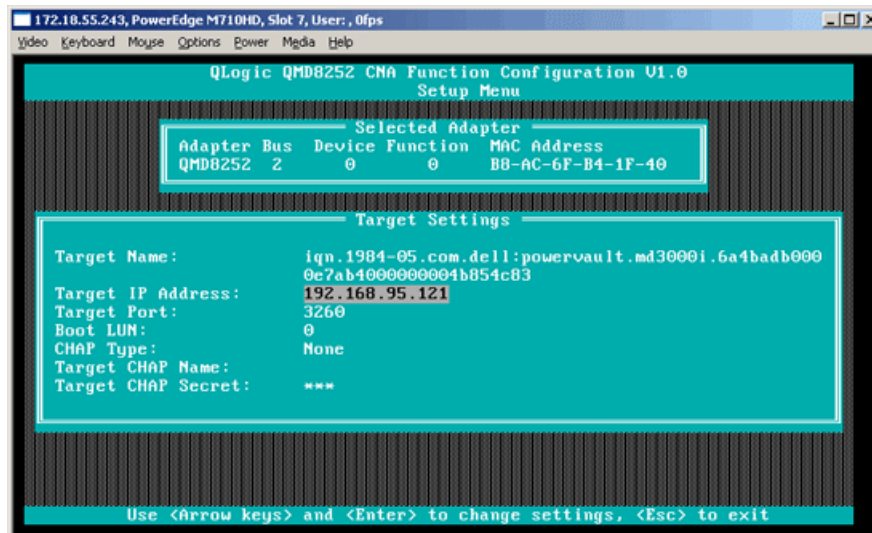 172.18.55.243, PowerEdge M710HD, Slot 7, User: , 0fps
Video Keyboard Mouse Options Power Media Help
QLogic QMD8252 CNA Function Configuration V1.0
Setup Menu
Selected Adapter
Adapter Bus Device Function MAC Address
QMD8252 2 0 0 B8-AC-6F-B4-1F-40
Target Settings
Target Name: iqn.1984-05.com.dell:powervault.md3000i.6a4badb000
0e7ab4000000004b854c83
Target IP Address: 192.168.95.121
Target Port: 3260
Boot LUN: 0
CHAP Type: None
Target CHAP Name:
Target CHAP Secret: ***
Use <Arrow keys> and <Enter> to change settings, <Esc> to exit